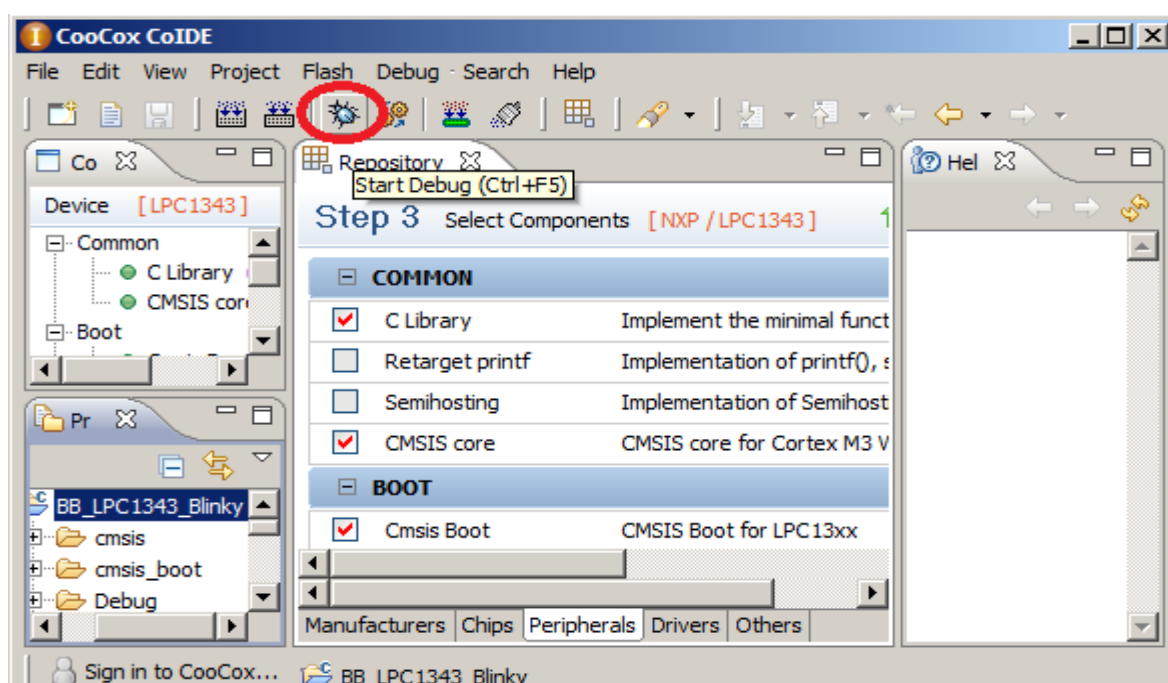 CooCox CoIDE
File Edit View Project Flash Debug Search Help
Co
Repository
Hel
Start Debug (Ctrl+F5)
Device [ LPC1343 ]
Step 3 Select Components [ NXP / LPC1343 ]
Common
C Library
CMSIS core
Boot
COMMON
C Library Implement the minimal funct
Retarget printf Implementation of printf(), s
Semihosting Implementation of Semihost
CMSIS core CMSIS core for Cortex M3 V
BOOT
Cmsis Boot CMSIS Boot for LPC13xx
Pr
BB_LPC1343_Blinky
cmsis
cmsis_boot
Debug
Manufacturers Chips Peripherals Drivers Others
Sign in to CooCox... BB_LPC1343_Blinky